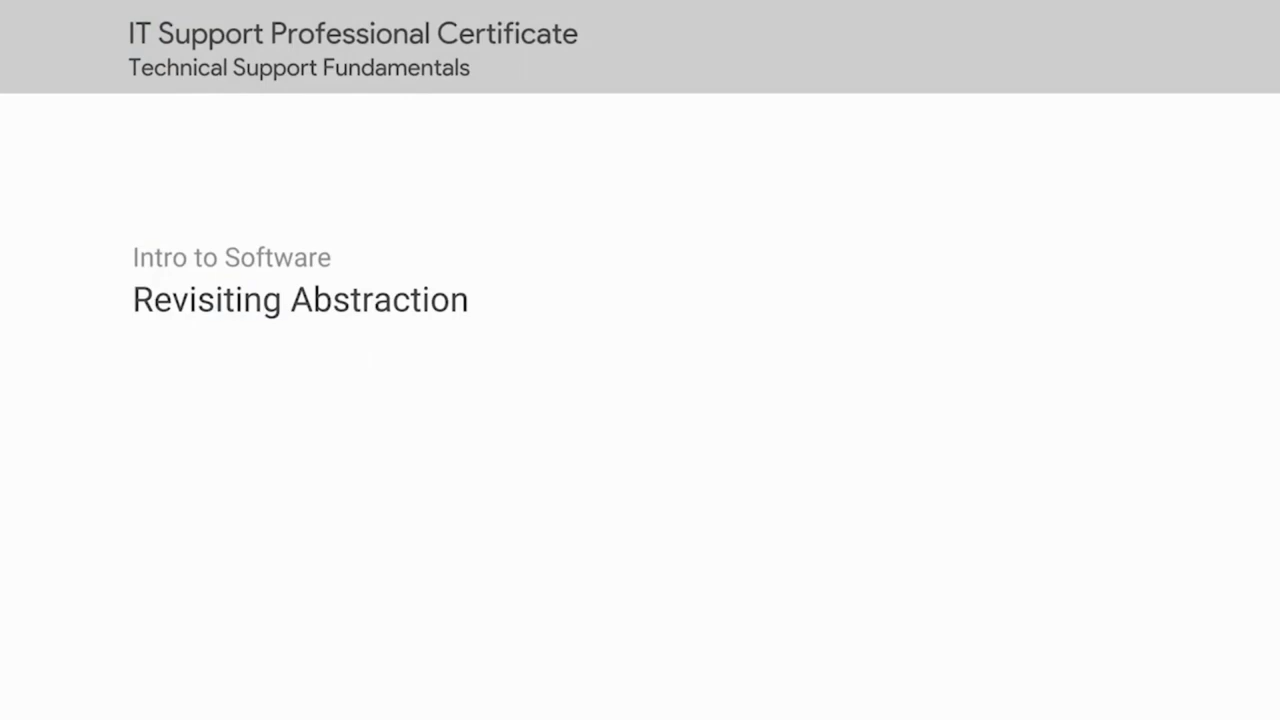 IT Support Professional Certificate
Technical Support Fundamentals
Intro to Software
Revisiting Abstraction